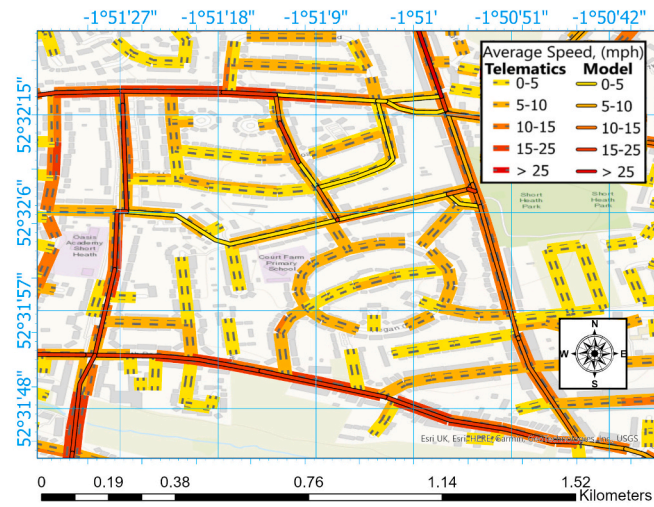 -1°51'27" -1°51'18" -1°51'9" -1°51' -1°50'51" -1°50'42"
52°32'15"
52°32'6"
52°31'57"
52°31'48"
Average Speed, (mph)
Telematics Model
0-5 0-5
5-10 5-10
10-15 10-15
15-25 15-25
> 25 > 25
Short
Heath
Park
Short
Heath
Park
Oasis
Academy
Short
Heath
Court Farm
Primary
School
N
W E
S
Esri UK, Esri, HERE, Garmin, USGS
0 0.19 0.38 0.76 1.14 1.52
Kilometers